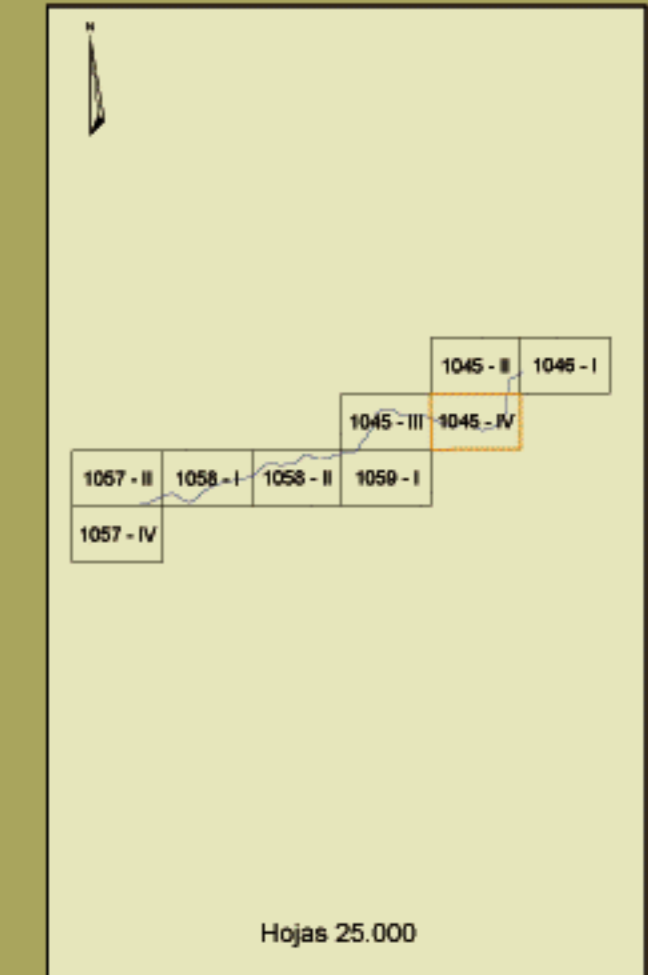 N
1045 - II 1046 - I
1045 - III 1045 - IV
1057 - II 1058 - I 1058 - II 1059 - I
1057 - IV
Hojas 25.000